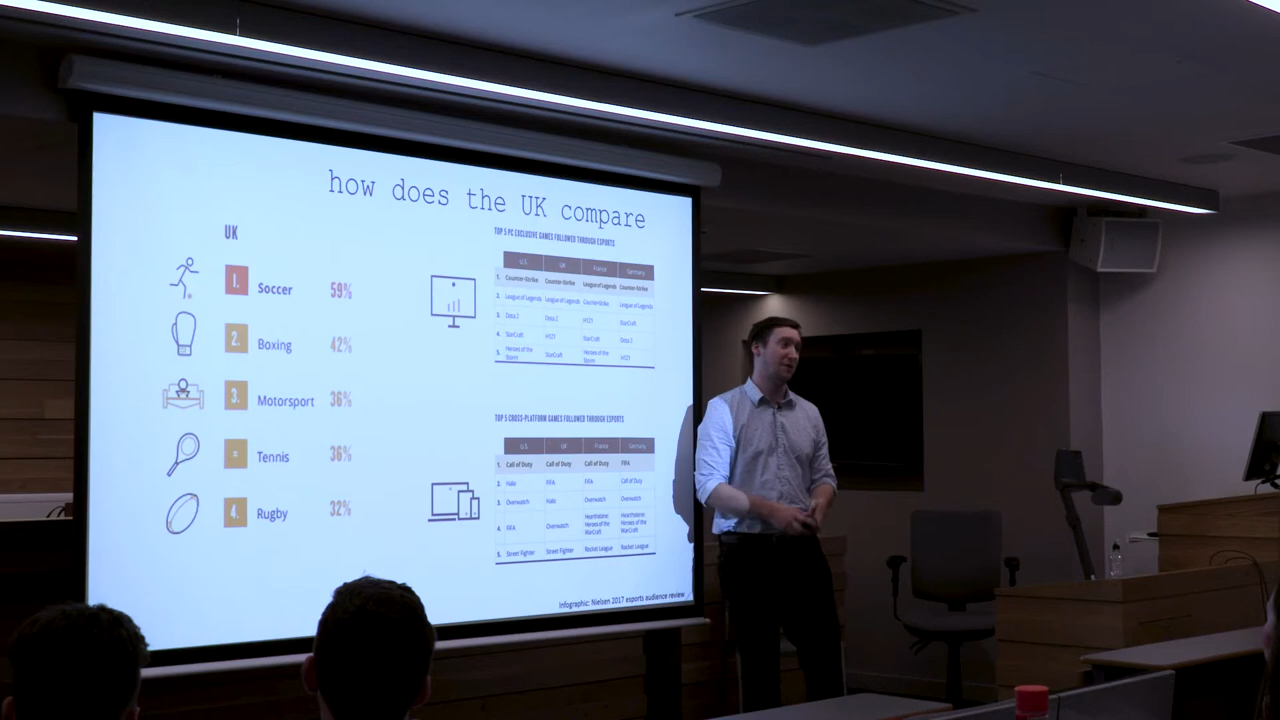 how does the UK compare
UK
1. Soccer 59%
2. Boxing 42%
3. Motorsport 36%
= Tennis 36%
4. Rugby 32%
TOP 5 PC EXCLUSIVE GAMES FOLLOWED THROUGH ESPORTS
U.S. UK France Germany
1. Counter-Strike Counter-Strike League of Legends Counter-Strike
2. League of Legends League of Legends Counter-Strike League of Legends
3. Dota 2 Dota 2 H1Z1 StarCraft
4. StarCraft H1Z1 StarCraft Dota 2
5. Heroes of the Storm StarCraft Heroes of the Storm H1Z1
TOP 5 CROSS-PLATFORM GAMES FOLLOWED THROUGH ESPORTS
U.S. UK France Germany
1. Call of Duty Call of Duty Call of Duty FIFA
2. Halo FIFA FIFA Call of Duty
3. Overwatch Halo Overwatch Overwatch
4. FIFA Overwatch Hearthstone: Heroes of the WarCraft Hearthstone: Heroes of the WarCraft
5. Street Fighter Street Fighter Rocket League Rocket League
Infographic: Nielsen 2017 esports audience review